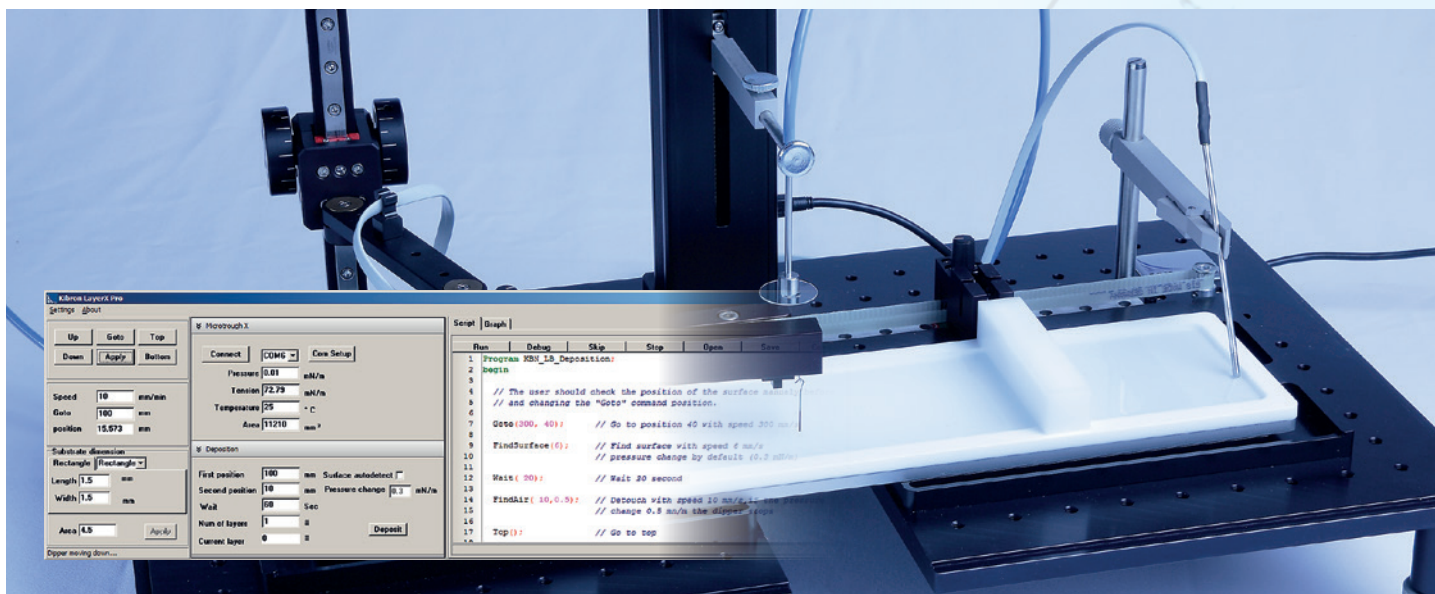 Kibron LayerX Pro
Settings About
Up Goto Top
Down Apply Bottom
Speed 10 mm/min
Goto 100 mm
position 15.573 mm
Substrate dimension
Rectangle Rectangle
Length 1.5 mm
Width 1.5 mm
Area 4.5 Apply
Dipper moving down...
Microtrough X
Connect COM6 Com Setup
Pressure 0.01 mN/m
Tension 72.79 mN/m
Temperature 25 ° C
Area 11210 mm²
Deposition
First position 100 mm Surface autodetect
Second position 10 mm Pressure change 0.3 mN/m
Wait 60 Sec
Num of layers 1 #
Current layer 0 #
Deposit
Script Graph
Run Debug Skip Stop Open Save
1 Program KBN_LB_Deposition;
2 begin
3
4 // The user should check the position of the surface
5 // and changing the "Goto" command position.
6
7 Goto(300, 40); // Go to position 40 with speed 300
8
9 FindSurface(6); // Find surface with speed 6
10 // pressure change by default
11
12 Wait( 20); // Wait 20 second
13
14 FindAir( 10,0.5); // Detouch with speed 10
15 // change 0.5 mn/m the dipper stops
16
17 Top(); // Go to top
18